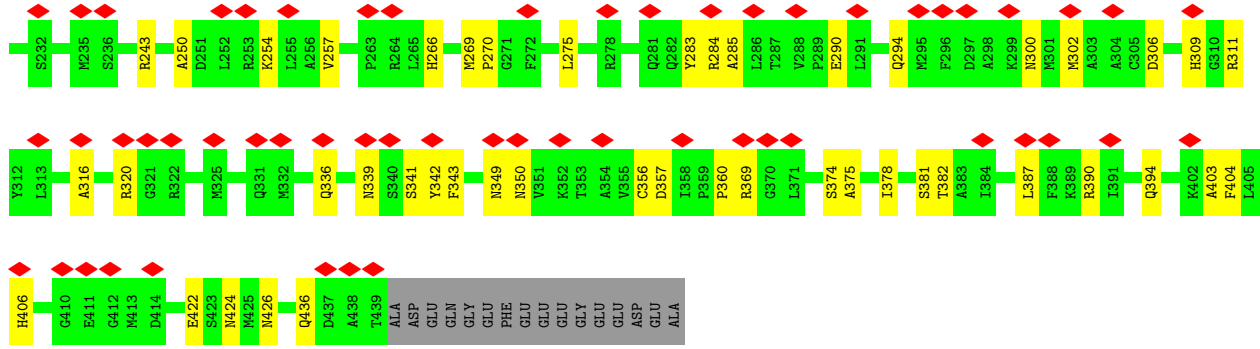 S232 M235 S236 R243 A250 D251 L252 R253 K254 L255 A256 V257 P263 R264 L265 H266 M269 P270 G271 F272 L275 R278 Q281 Q282 Y283 R284 A285 L286 T287 V288 P289 E290 L291 Q294 M295 F296 D297 A298 K299 N300 M301 M302 A303 A304 C305 D306 H309 G310 R311
Y312 L313 A316 R320 G321 R322 M325 Q331 M332 Q336 N339 S340 S341 Y342 F343 N349 N350 V351 K352 T353 A354 V355 C356 D357 I358 P359 P360 R369 G370 L371 S374 A375 I378 S381 T382 A383 I384 L387 F388 K389 R390 I391 Q394 K402 A403 F404 L405
H406 G410 E411 G412 M413 D414 E422 S423 N424 M425 N426 Q436 D437 A438 T439 ALA ASP GLU GLN GLY GLU PHE GLU GLU GLU GLY GLU GLU ASP GLU ALA